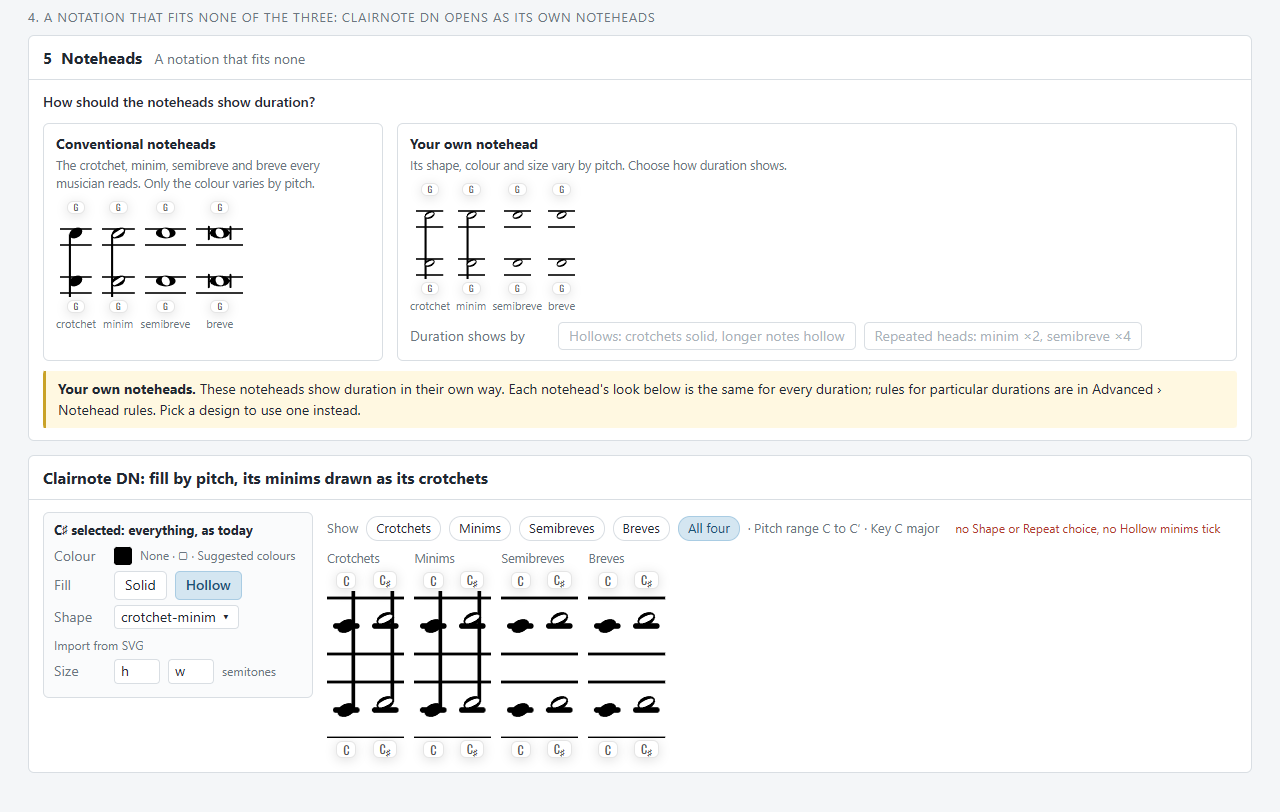 4. A NOTATION THAT FITS NONE OF THE THREE: CLAIRNOTE DN OPENS AS ITS OWN NOTEHEADS
5 Noteheads A notation that fits none
How should the noteheads show duration?
Conventional noteheads
The crotchet, minim, semibreve and breve every
musician reads. Only the colour varies by pitch.
G G G G
G G G G
crotchet minim semibreve breve
Your own notehead
Its shape, colour and size vary by pitch. Choose how duration shows.
G G G G
G G G G
crotchet minim semibreve breve
Duration shows by Hollows: crotchets solid, longer notes hollow Repeated heads: minim ×2, semibreve ×4
Your own noteheads. These noteheads show duration in their own way. Each notehead's look below is the same for every duration; rules for particular durations are in Advanced ›
Notehead rules. Pick a design to use one instead.
Clairnote DN: fill by pitch, its minims drawn as its crotchets
C♯ selected: everything, as today
Colour None · □ · Suggested colours
Fill Solid Hollow
Shape crotchet-minim ▾
Import from SVG
Size h w semitones
Show Crotchets Minims Semibreves Breves All four · Pitch range C to C′ · Key C major no Shape or Repeat choice, no Hollow minims tick
Crotchets Minims Semibreves Breves
C C♯ C C♯ C C♯ C C♯
C C♯ C C♯ C C♯ C C♯